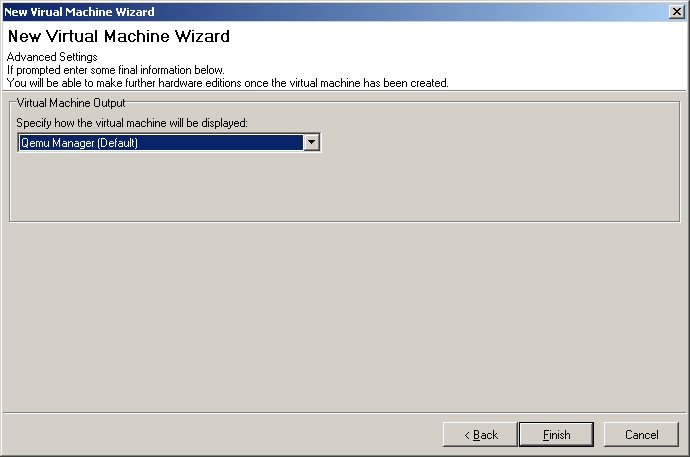 New Virual Machine Wizard
New Virtual Machine Wizard
Advanced Settings
If prompted enter some final information below.
You will be able to make further hardware editions once the virtual machine has been created.
Virtual Machine Output
Specify how the virtual machine will be displayed:
Qemu Manager (Default)
< Back
Finish
Cancel